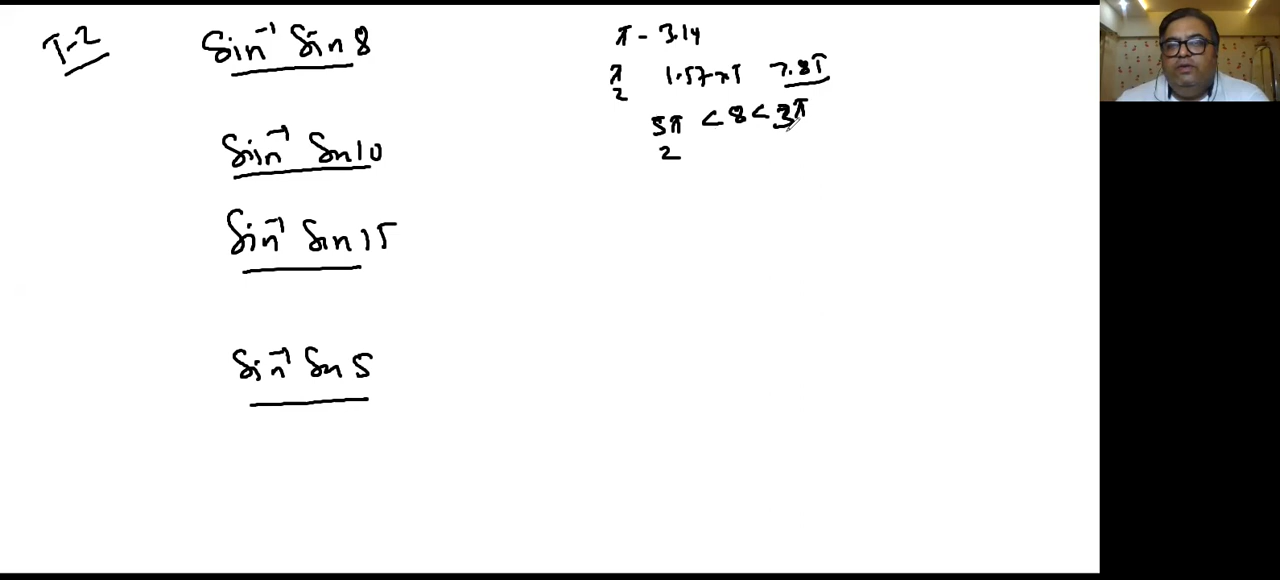 T-2
Sin⁻¹ Sin 8
Sin⁻¹ Sin 10
Sin⁻¹ Sin 15
Sin⁻¹ Sin 5
π - 3.14
π/2 1.57×5 7.85
5π/2 < 8 < 3π